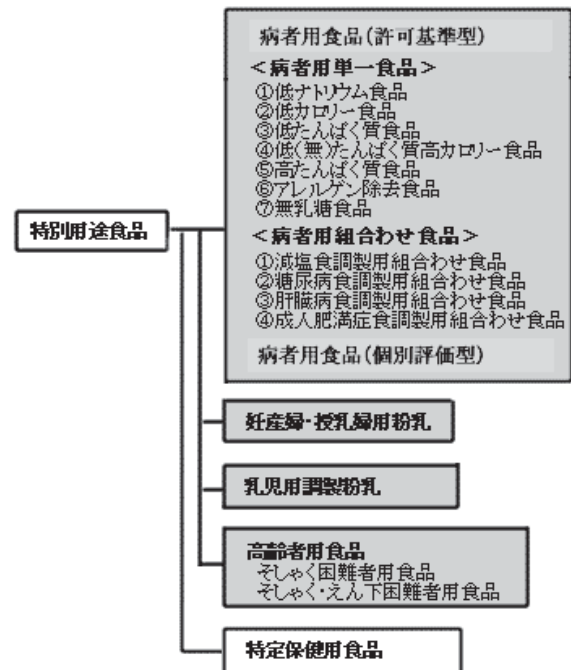 病者用食品(許可基準型)
<病者用単一食品>
①低ナトリウム食品
②低カロリー食品
③低たんぱく質食品
④低(無)たんぱく質高カロリー食品
⑤高たんぱく質食品
⑥アレルゲン除去食品
⑦無乳糖食品
特別用途食品
<病者用組合わせ食品>
①減塩食調製用組合わせ食品
②糖尿病食調製用組合わせ食品
③肝臓病食調製用組合わせ食品
④成人肥満症食調製用組合わせ食品
病者用食品(個別評価型)
妊産婦・授乳婦用粉乳
乳児用調製粉乳
高齢者用食品
そしゃく困難者用食品
そしゃく・えん下困難者用食品
特定保健用食品